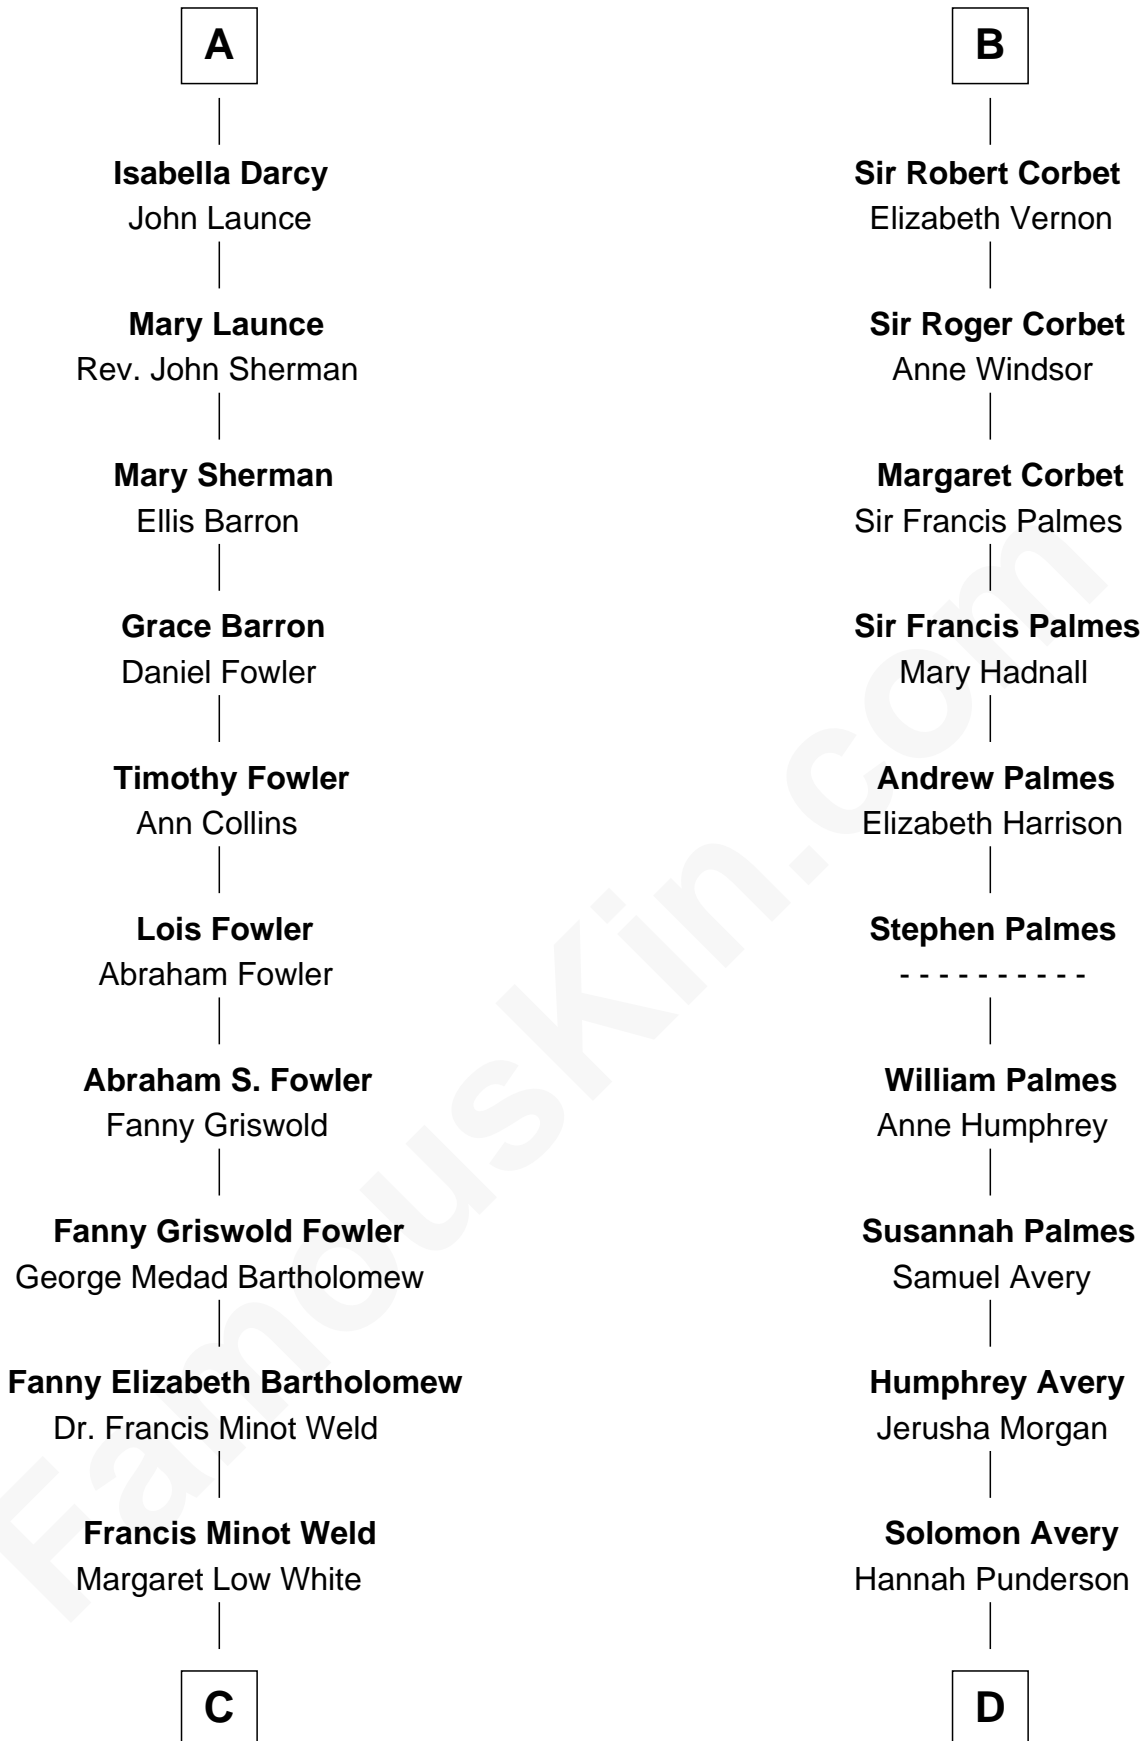 A
Isabella Darcy
John Launce
Mary Launce
Rev. John Sherman
Mary Sherman
Ellis Barron
Grace Barron
Daniel Fowler
Timothy Fowler
Ann Collins
Lois Fowler
Abraham Fowler
Abraham S. Fowler
Fanny Griswold
Fanny Griswold Fowler
George Medad Bartholomew
Fanny Elizabeth Bartholomew
Dr. Francis Minot Weld
Francis Minot Weld
Margaret Low White
C
B
Sir Robert Corbet
Elizabeth Vernon
Sir Roger Corbet
Anne Windsor
Margaret Corbet
Sir Francis Palmes
Sir Francis Palmes
Mary Hadnall
Andrew Palmes
Elizabeth Harrison
Stephen Palmes
- - - - - - - - - -
William Palmes
Anne Humphrey
Susannah Palmes
Samuel Avery
Humphrey Avery
Jerusha Morgan
Solomon Avery
Hannah Punderson
D
FamousKin.com